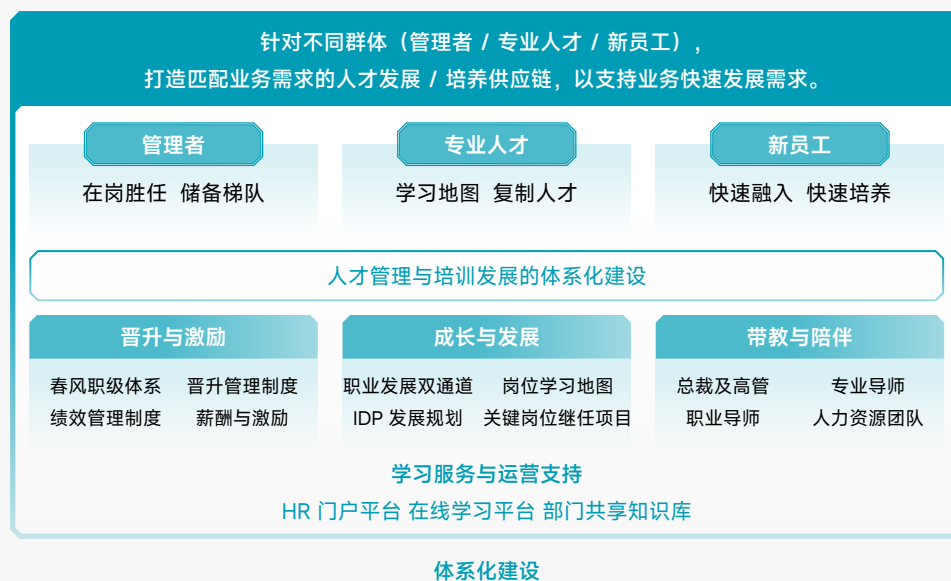 针对不同群体（管理者 / 专业人才 / 新员工），
打造匹配业务需求的人才发展 / 培养供应链，以支持业务快速发展需求。
管理者 专业人才 新员工
在岗胜任 储备梯队 学习地图 复制人才 快速融入 快速培养
人才管理与培训发展的体系化建设
晋升与激励 成长与发展 带教与陪伴
春风职级体系 晋升管理制度 职业发展双通道 岗位学习地图 总裁及高管 专业导师
绩效管理制度 薪酬与激励 IDP 发展规划 关键岗位继任项目 职业导师 人力资源团队
学习服务与运营支持
HR 门户平台 在线学习平台 部门共享知识库
体系化建设